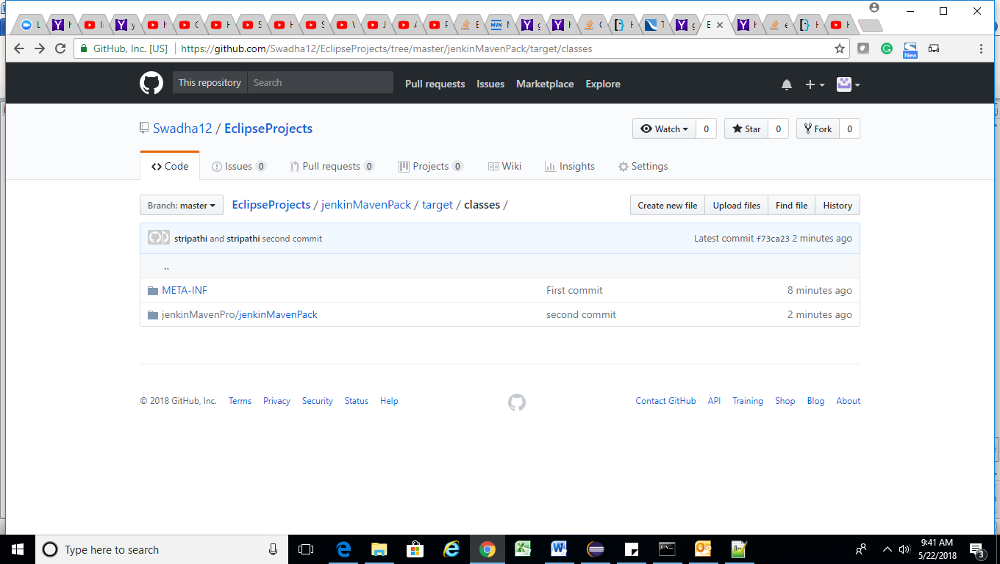 GitHub, Inc. [US] https://github.com/Swadha12/EclipseProjects/tree/master/jenkinMavenPack/target/classes
New
This repository Search Pull requests Issues Marketplace Explore
Swadha12 / EclipseProjects Watch 0 Star 0 Fork 0
Code Issues 0 Pull requests 0 Projects 0 Wiki Insights Settings
Branch: master EclipseProjects / jenkinMavenPack / target / classes / Create new file Upload files Find file History
stripathi and stripathi second commit Latest commit f73ca23 2 minutes ago
..
META-INF First commit 8 minutes ago
jenkinMavenPro/jenkinMavenPack second commit 2 minutes ago
© 2018 GitHub, Inc. Terms Privacy Security Status Help Contact GitHub API Training Shop Blog About
Type here to search 9:41 AM
5/22/2018 3